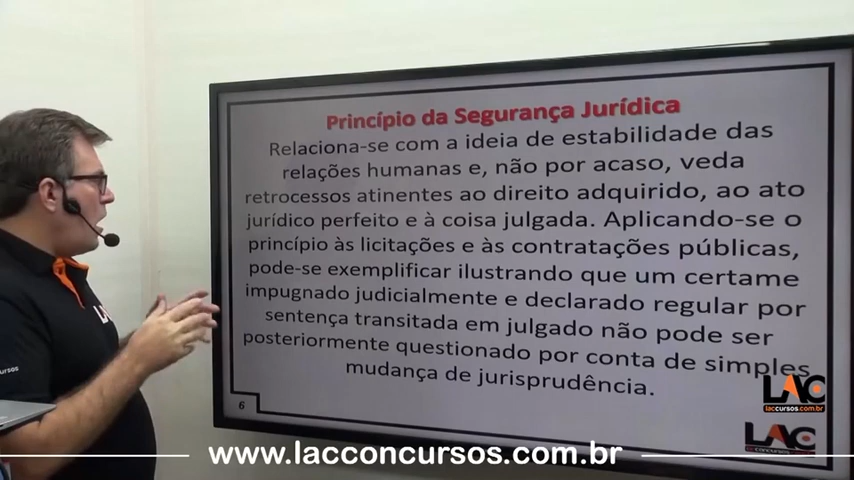 Princípio da Segurança Jurídica
Relaciona-se com a ideia de estabilidade das
relações humanas e, não por acaso, veda
retrocessos atinentes ao direito adquirido, ao ato
jurídico perfeito e à coisa julgada. Aplicando-se o
princípio às licitações e às contratações públicas,
pode-se exemplificar ilustrando que um certame
impugnado judicialmente e declarado regular por
sentença transitada em julgado não pode ser
posteriormente questionado por conta de simples
mudança de jurisprudência.
6
LAC
laccursos.com.br
LAC
www.lacconcursos.com.br